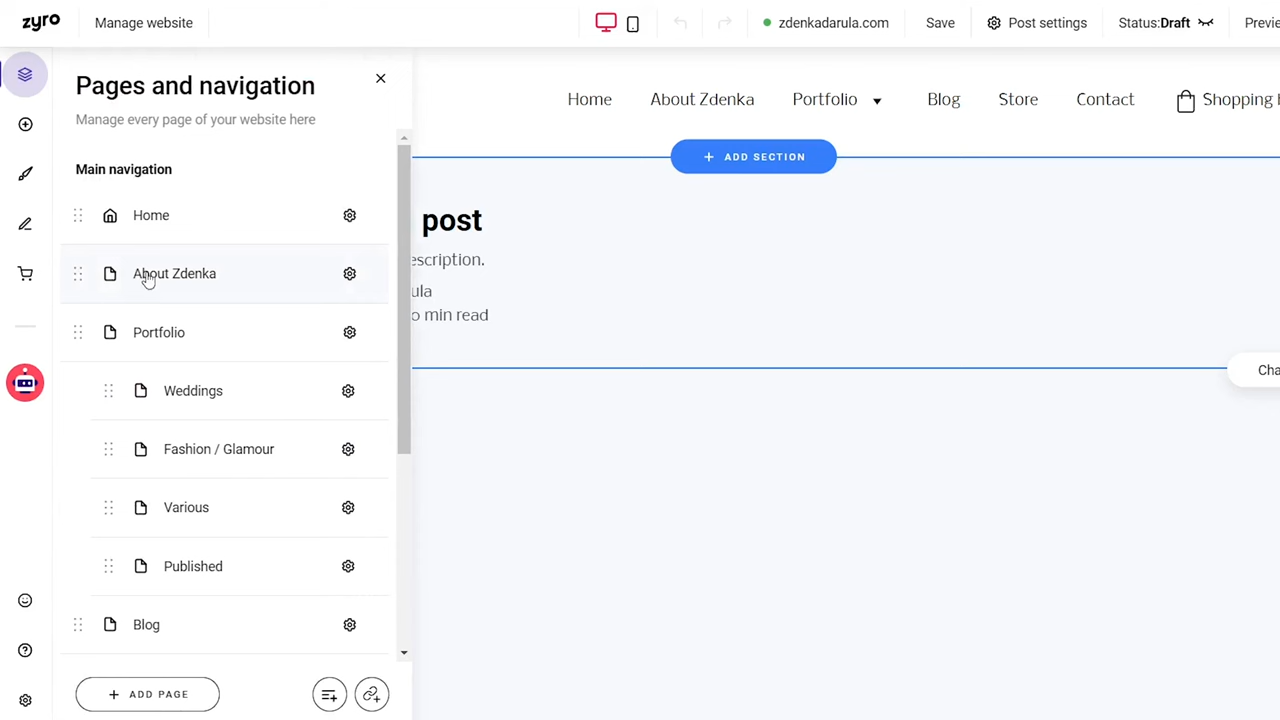 zyro
Manage website
zdenkadarula.com
Save
Post settings
Status:Draft
Previe
Pages and navigation
Manage every page of your website here
Main navigation
Home
About Zdenka
Portfolio
Weddings
Fashion / Glamour
Various
Published
Blog
+ ADD PAGE
Home
About Zdenka
Portfolio
Blog
Store
Contact
Shopping
+ ADD SECTION
post
escription.
ula
o min read
Cha